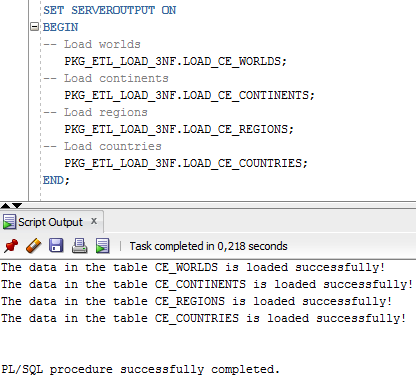 SET SERVEROUTPUT ON
BEGIN
-- Load worlds
PKG_ETL_LOAD_3NF.LOAD_CE_WORLDS;
-- Load continents
PKG_ETL_LOAD_3NF.LOAD_CE_CONTINENTS;
-- Load regions
PKG_ETL_LOAD_3NF.LOAD_CE_REGIONS;
-- Load countries
PKG_ETL_LOAD_3NF.LOAD_CE_COUNTRIES;
END;
Script Output x
Task completed in 0,218 seconds
The data in the table CE_WORLDS is loaded successfully!
The data in the table CE_CONTINENTS is loaded successfully!
The data in the table CE_REGIONS is loaded successfully!
The data in the table CE_COUNTRIES is loaded successfully!
PL/SQL procedure successfully completed.